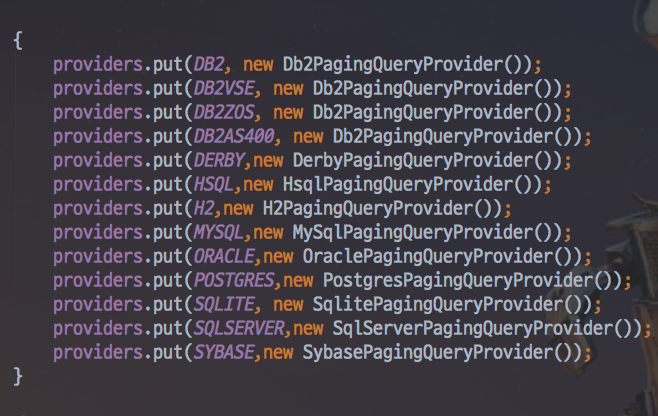 {
providers.put(DB2, new Db2PagingQueryProvider());
providers.put(DB2VSE, new Db2PagingQueryProvider());
providers.put(DB2ZOS, new Db2PagingQueryProvider());
providers.put(DB2AS400, new Db2PagingQueryProvider());
providers.put(DERBY,new DerbyPagingQueryProvider());
providers.put(HSQL,new HsqlPagingQueryProvider());
providers.put(H2,new H2PagingQueryProvider());
providers.put(MYSQL,new MySqlPagingQueryProvider());
providers.put(ORACLE,new OraclePagingQueryProvider());
providers.put(POSTGRES,new PostgresPagingQueryProvider());
providers.put(SQLITE, new SqlitePagingQueryProvider());
providers.put(SQLSERVER,new SqlServerPagingQueryProvider());
providers.put(SYBASE,new SybasePagingQueryProvider());
}